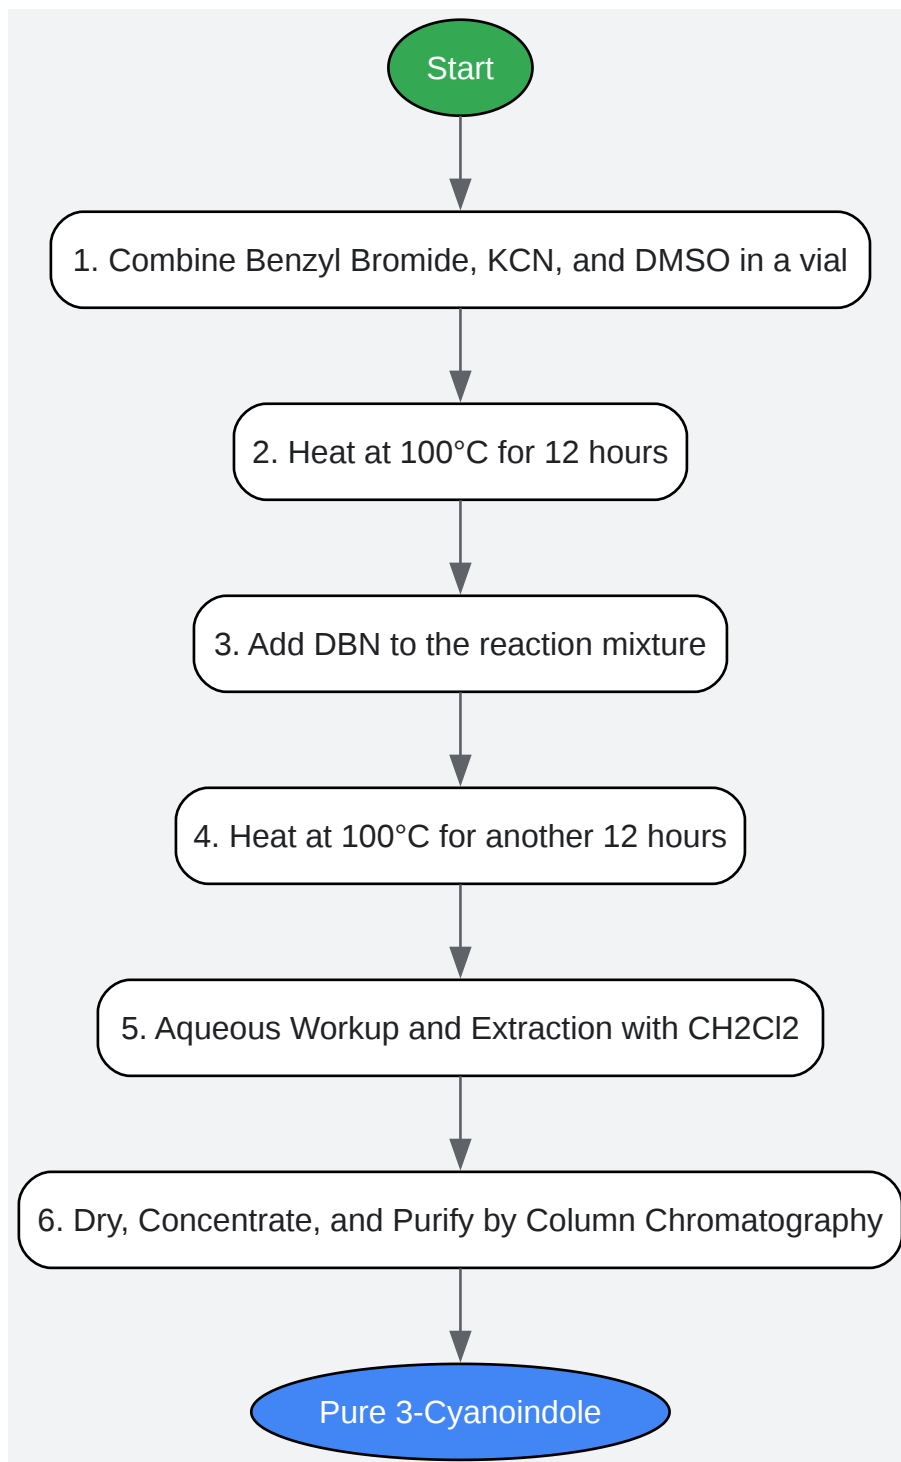 Start
1. Combine Benzyl Bromide, KCN, and DMSO in a vial
2. Heat at 100°C for 12 hours
3. Add DBN to the reaction mixture
4. Heat at 100°C for another 12 hours
5. Aqueous Workup and Extraction with CH2Cl2
6. Dry, Concentrate, and Purify by Column Chromatography
Pure 3-Cyanoindole